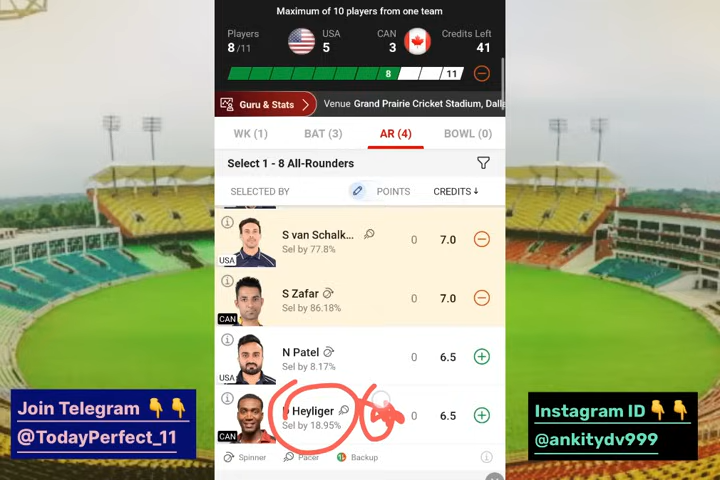 Maximum of 10 players from one team
Players
8/11
USA
5
CAN
3
Credits Left
41
8
11
Guru & Stats
Venue Grand Prairie Cricket Stadium, Dalla
WK (1)
BAT (3)
AR (4)
BOWL (0)
Select 1 - 8 All-Rounders
SELECTED BY
POINTS
CREDITS ↓
S van Schalk...
Sel by 77.8%
0
7.0
USA
S Zafar
Sel by 86.18%
0
7.0
CAN
N Patel
Sel by 8.17%
0
6.5
USA
Heyliger
Sel by 18.95%
0
6.5
CAN
Spinner
Pacer
Backup
Join Telegram 👇👇
@TodayPerfect_11
Instagram ID👇👇
@ankitydv999